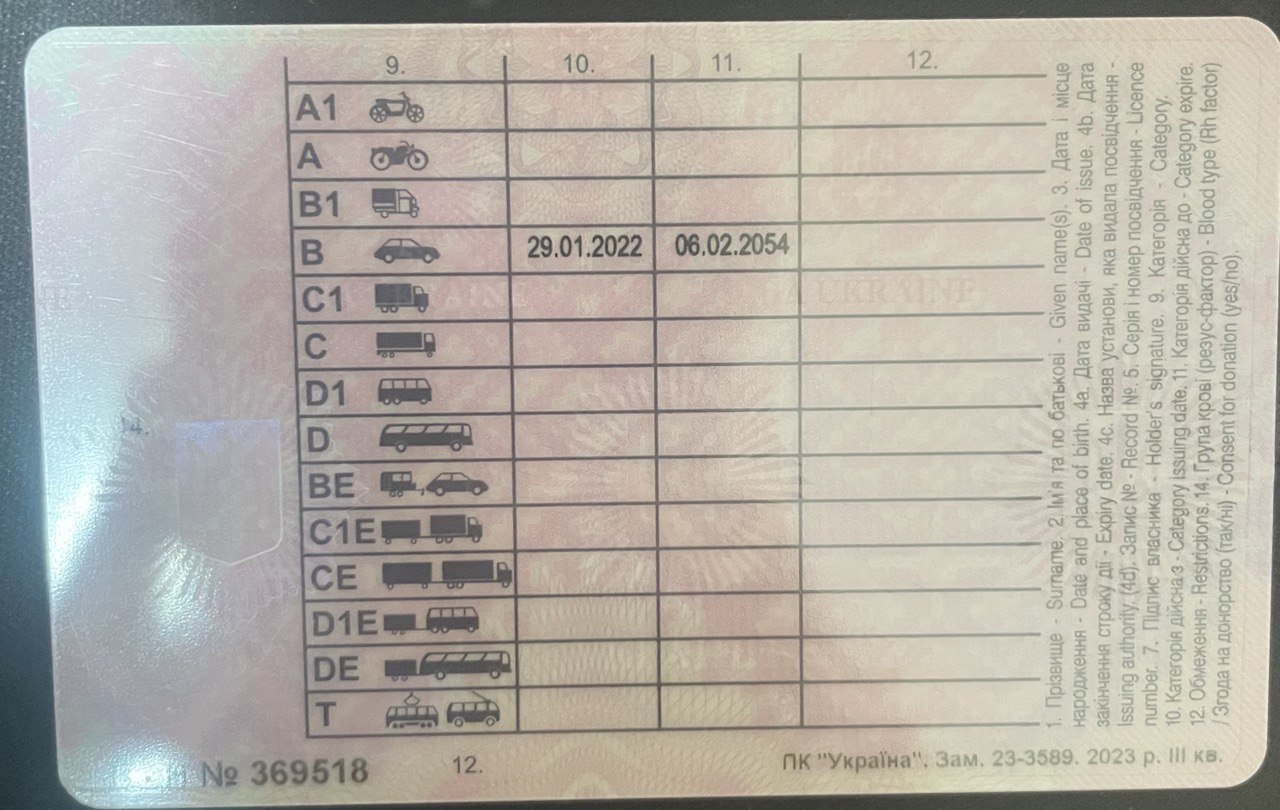 9. 10. 11. 12.
A1
A
B1
B 29.01.2022 06.02.2054
C1
C
D1
D
BE
C1E
CE
D1E
DE
T
14.
№ 369518 12. ПК "Україна". Зам. 23-3589. 2023 р. III кв.
1. Прізвище - Surname. 2. Ім'я та по батькові - Given name(s). 3. Дата і місце
народження - Date and place of birth. 4a. Дата видачі - Date of issue. 4b. Дата
закінчення строку дії - Expiry date. 4c. Назва установи, яка видала посвідчення -
Issuing authority. (4d). Запис № - Record №. 5. Серія і номер посвідчення - Licence
number. 7. Підпис власника - Holder's signature. 9. Категорія - Category.
10. Категорія дійсна з - Category issuing date. 11. Категорія дійсна до - Category expire.
12. Обмеження - Restrictions. 14. Група крові (резус-фактор) - Blood type (Rh factor)
/ Згода на донорство (так/ні) - Consent for donation (yes/no).
UKRAINE